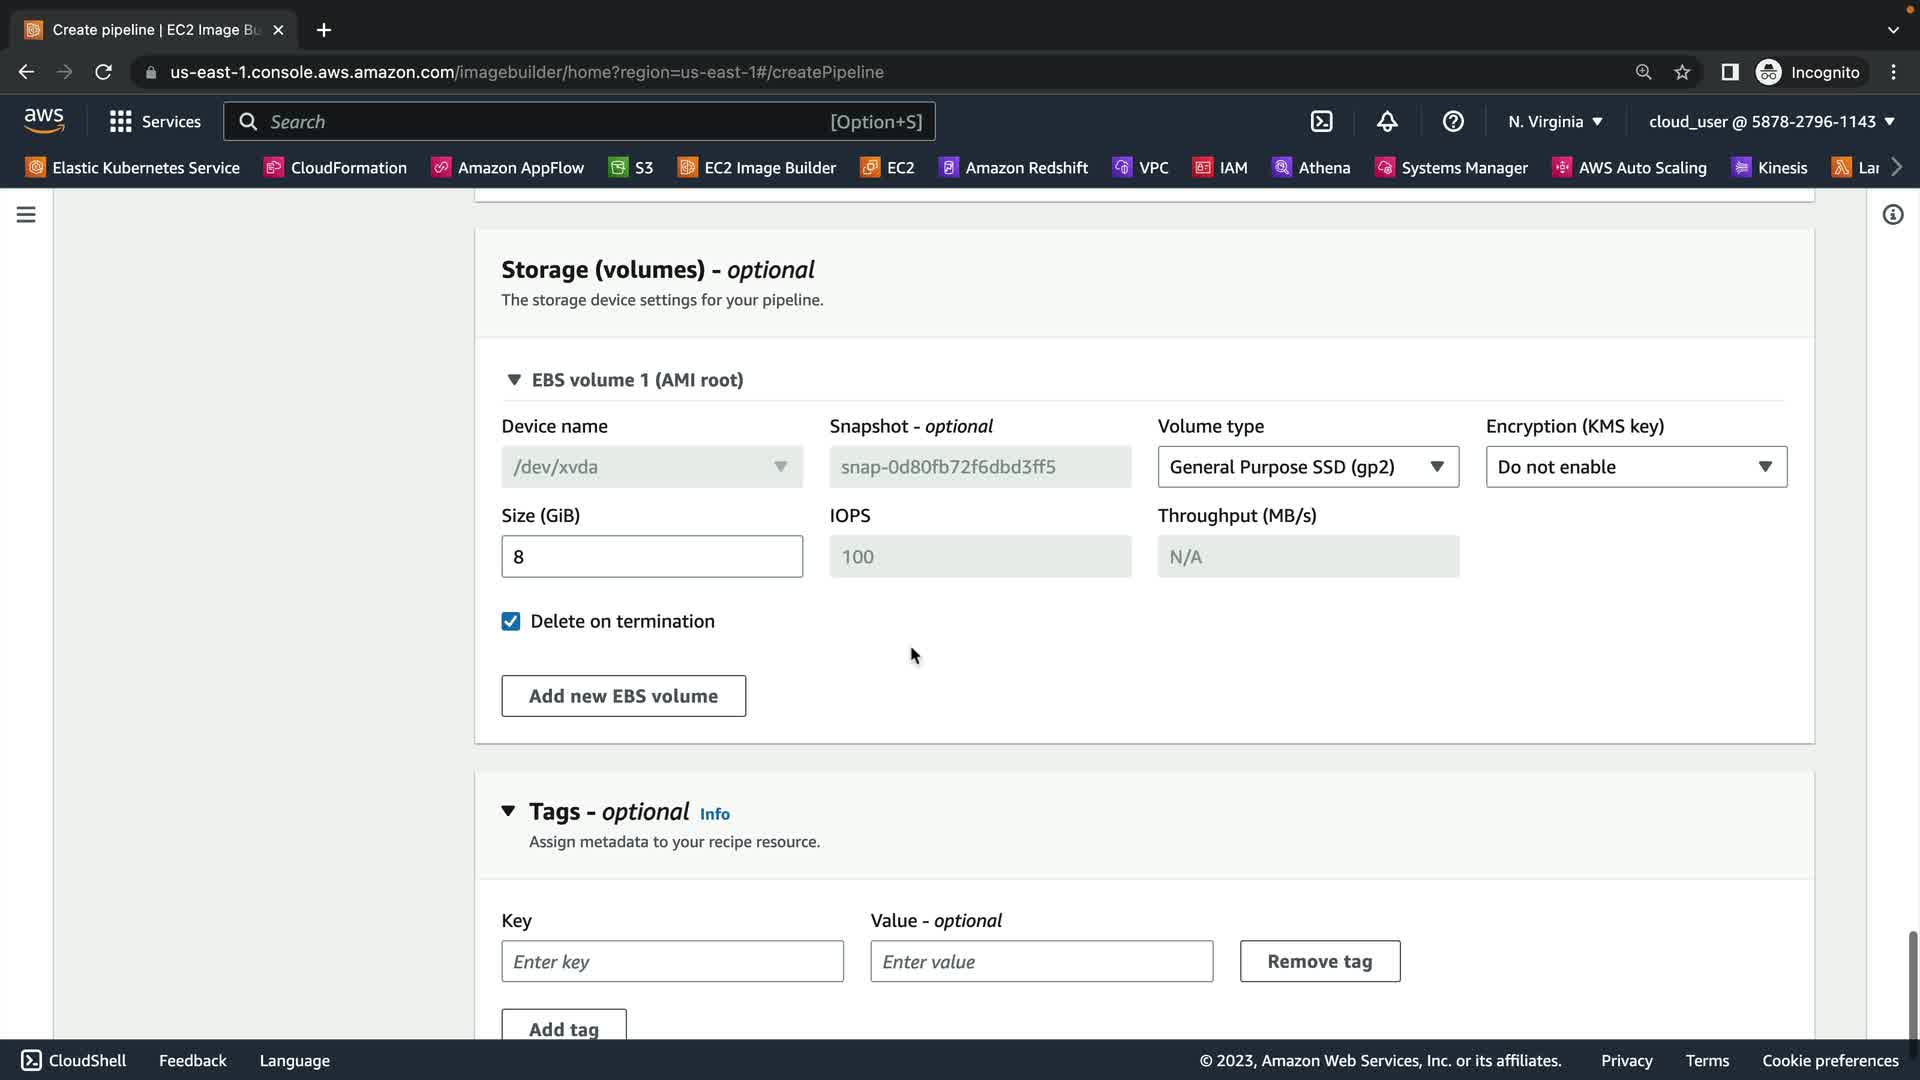 Create pipeline | EC2 Image Bu
us-east-1.console.aws.amazon.com/imagebuilder/home?region=us-east-1#/createPipeline
Incognito
aws
Services
Search
[Option+S]
N. Virginia
cloud_user @ 5878-2796-1143
Elastic Kubernetes Service
CloudFormation
Amazon AppFlow
S3
EC2 Image Builder
EC2
Amazon Redshift
VPC
IAM
Athena
Systems Manager
AWS Auto Scaling
Kinesis
Lar
Storage (volumes) - optional
The storage device settings for your pipeline.
EBS volume 1 (AMI root)
Device name
Snapshot - optional
Volume type
Encryption (KMS key)
/dev/xvda
snap-0d80fb72f6dbd3ff5
General Purpose SSD (gp2)
Do not enable
Size (GiB)
IOPS
Throughput (MB/s)
8
100
N/A
Delete on termination
Add new EBS volume
Tags - optional Info
Assign metadata to your recipe resource.
Key
Value - optional
Enter key
Enter value
Remove tag
Add tag
CloudShell
Feedback
Language
© 2023, Amazon Web Services, Inc. or its affiliates.
Privacy
Terms
Cookie preferences